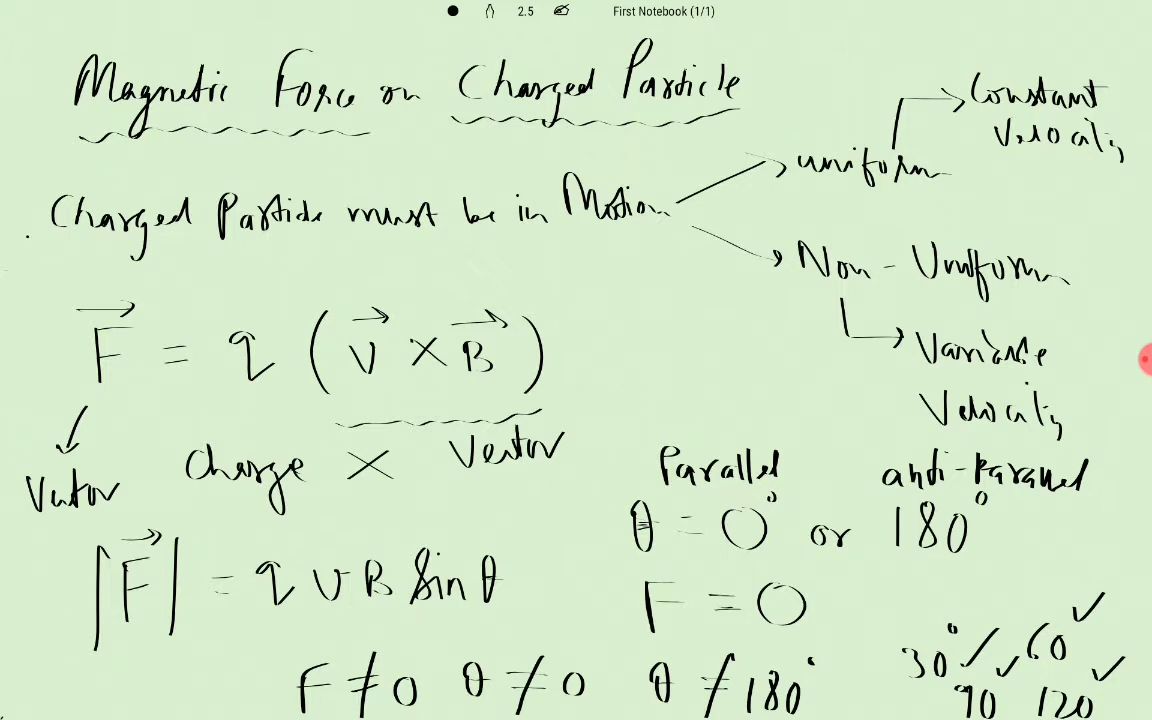 2.5 First Notebook (1/1)
Magnetic Force on Charged Particle
Constant
Velocity
uniform
Charged Particle must be in Motion
Non - Uniform
F = q ( V × B )
Variable
Velocity
Vector Charge × Vector
Parallel anti-Parallel
θ = 0° or 180°
|F| = q V B Sin θ
F = 0
30° 60
F ≠ 0 θ ≠ 0 θ ≠ 180°
90 120